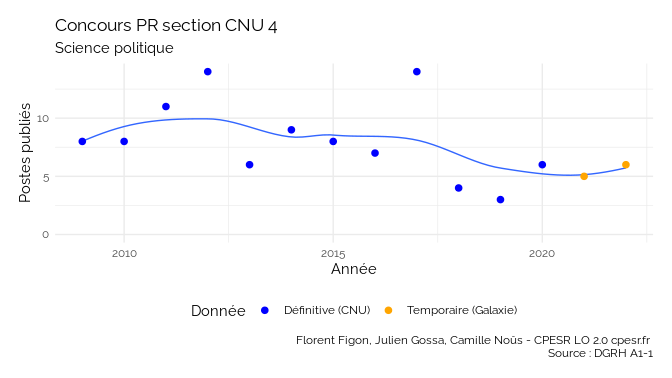 Concours PR section CNU 4
Science politique
Postes publiés
10
5
0
2010
2015
2020
Année
Donnée
Définitive (CNU)
Temporaire (Galaxie)
Florent Figon, Julien Gossa, Camille Noûs - CPESR LO 2.0 cpesr.fr
Source : DGRH A1-1